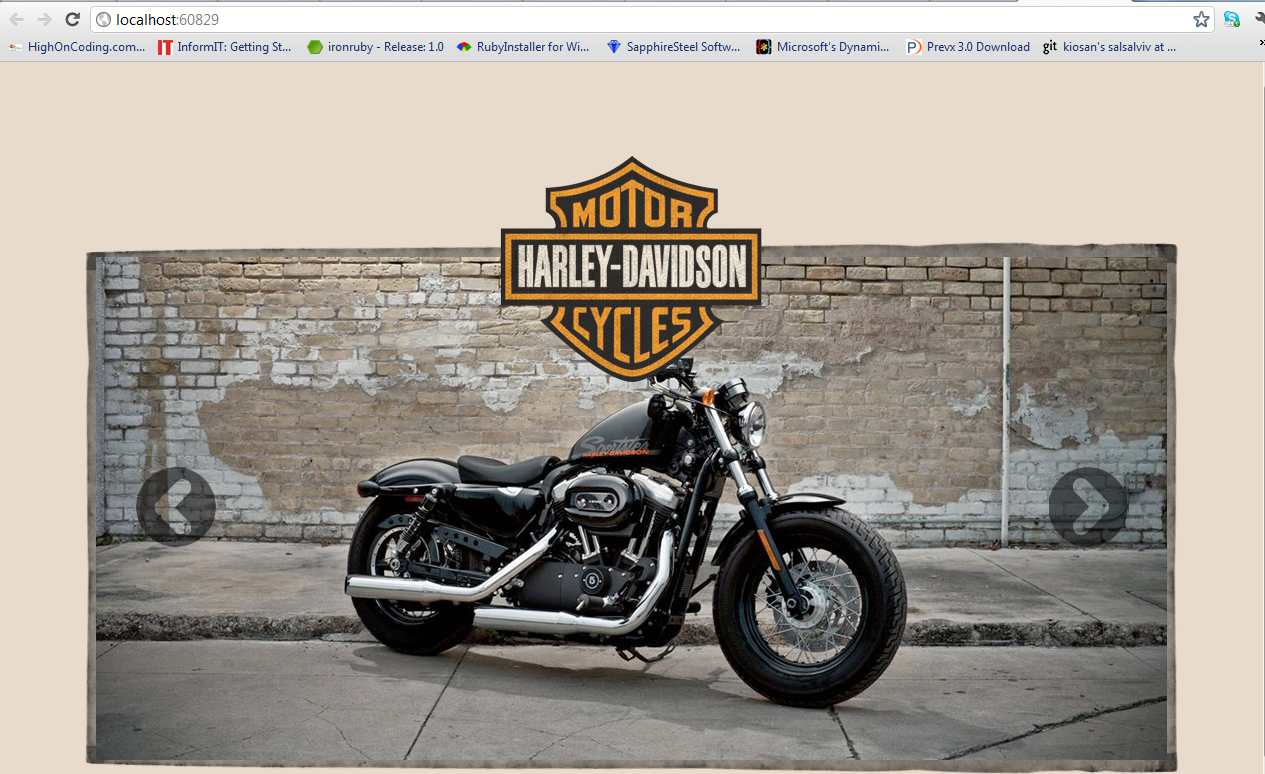 localhost:60829
HighOnCoding.com... InformIT: Getting St... ironruby - Release: 1.0 RubyInstaller for Wi... SapphireSteel Softw... Microsoft's Dynami... Prevx 3.0 Download git kiosan's salsalviv at ...
MOTOR
HARLEY-DAVIDSON
CYCLES
Sportster
HARLEY-DAVIDSON